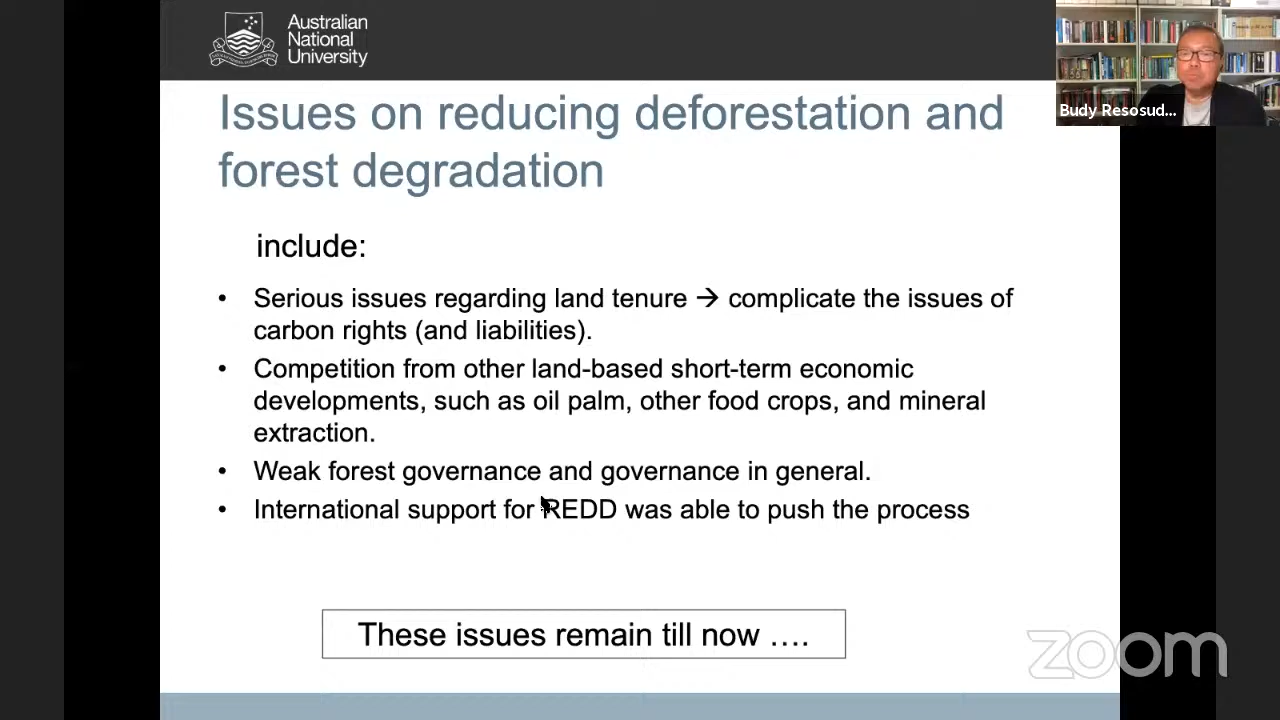 Australian
National
University
Budy Resosud...
Issues on reducing deforestation and
forest degradation
include:
• Serious issues regarding land tenure → complicate the issues of
carbon rights (and liabilities).
• Competition from other land-based short-term economic
developments, such as oil palm, other food crops, and mineral
extraction.
• Weak forest governance and governance in general.
• International support for REDD was able to push the process
These issues remain till now ….
zoom